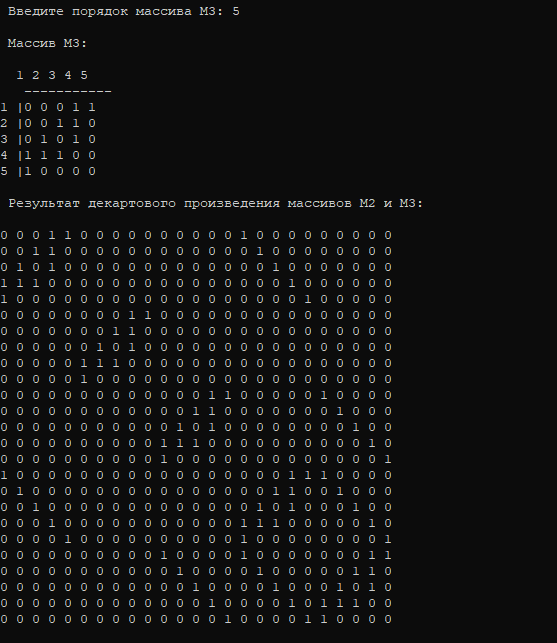 Введите порядок массива M3: 5
Массив M3:
1 2 3 4 5
-----------
1 |0 0 0 1 1
2 |0 0 1 1 0
3 |0 1 0 1 0
4 |1 1 1 0 0
5 |1 0 0 0 0
Результат декартового произведения массивов M2 и M3:
0 0 0 1 1 0 0 0 0 0 0 0 0 0 0 1 0 0 0 0 0 0 0 0 0
0 0 1 1 0 0 0 0 0 0 0 0 0 0 0 0 1 0 0 0 0 0 0 0 0
0 1 0 1 0 0 0 0 0 0 0 0 0 0 0 0 0 1 0 0 0 0 0 0 0
1 1 1 0 0 0 0 0 0 0 0 0 0 0 0 0 0 0 1 0 0 0 0 0 0
1 0 0 0 0 0 0 0 0 0 0 0 0 0 0 0 0 0 0 1 0 0 0 0 0
0 0 0 0 0 0 0 0 1 1 0 0 0 0 0 0 0 0 0 0 0 0 0 0 0
0 0 0 0 0 0 0 1 1 0 0 0 0 0 0 0 0 0 0 0 0 0 0 0 0
0 0 0 0 0 0 1 0 1 0 0 0 0 0 0 0 0 0 0 0 0 0 0 0 0
0 0 0 0 0 1 1 1 0 0 0 0 0 0 0 0 0 0 0 0 0 0 0 0 0
0 0 0 0 0 1 0 0 0 0 0 0 0 0 0 0 0 0 0 0 0 0 0 0 0
0 0 0 0 0 0 0 0 0 0 0 0 0 1 1 0 0 0 0 0 1 0 0 0 0
0 0 0 0 0 0 0 0 0 0 0 0 1 1 0 0 0 0 0 0 0 1 0 0 0
0 0 0 0 0 0 0 0 0 0 0 1 0 1 0 0 0 0 0 0 0 0 1 0 0
0 0 0 0 0 0 0 0 0 0 1 1 1 0 0 0 0 0 0 0 0 0 0 1 0
0 0 0 0 0 0 0 0 0 0 1 0 0 0 0 0 0 0 0 0 0 0 0 0 1
1 0 0 0 0 0 0 0 0 0 0 0 0 0 0 0 0 0 1 1 1 0 0 0 0
0 1 0 0 0 0 0 0 0 0 0 0 0 0 0 0 0 1 1 0 0 1 0 0 0
0 0 1 0 0 0 0 0 0 0 0 0 0 0 0 0 1 0 1 0 0 0 1 0 0
0 0 0 1 0 0 0 0 0 0 0 0 0 0 0 1 1 1 0 0 0 0 0 1 0
0 0 0 0 1 0 0 0 0 0 0 0 0 0 0 1 0 0 0 0 0 0 0 0 1
0 0 0 0 0 0 0 0 0 0 1 0 0 0 0 1 0 0 0 0 0 0 0 1 1
0 0 0 0 0 0 0 0 0 0 0 1 0 0 0 0 1 0 0 0 0 0 1 1 0
0 0 0 0 0 0 0 0 0 0 0 0 1 0 0 0 0 1 0 0 0 1 0 1 0
0 0 0 0 0 0 0 0 0 0 0 0 0 1 0 0 0 0 1 0 1 1 1 0 0
0 0 0 0 0 0 0 0 0 0 0 0 0 0 1 0 0 0 0 1 1 0 0 0 0